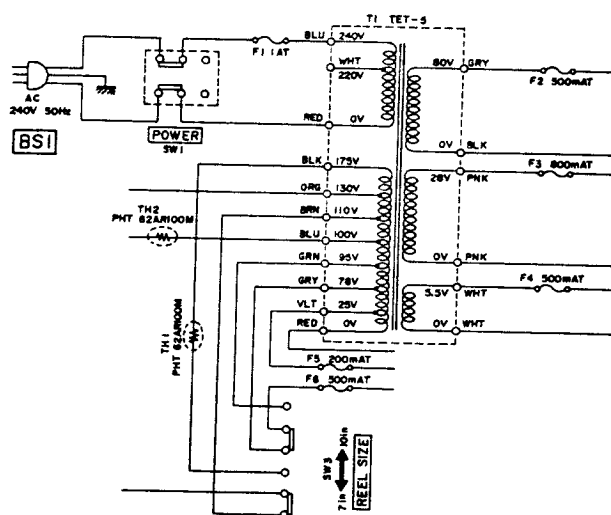 T1 TET-5
F1 1AT
BLU 240V
WHT
220V
RED 0V
60V GRY
F2 500mAT
0V BLK
AC
240V 50Hz
BS1
POWER
SW1
BLK 175V
ORG 130V
BRN 110V
BLU 100V
GRN 95V
GRY 78V
VLT 25V
RED 0V
F3 800mAT
28V PNK
0V PNK
F4 500mAT
5.5V WHT
0V WHT
TH2
PHT 62AR100M
TH1
PHT 62AR100M
F5 200mAT
F6 500mAT
7in 10in
SW3
REEL SIZE